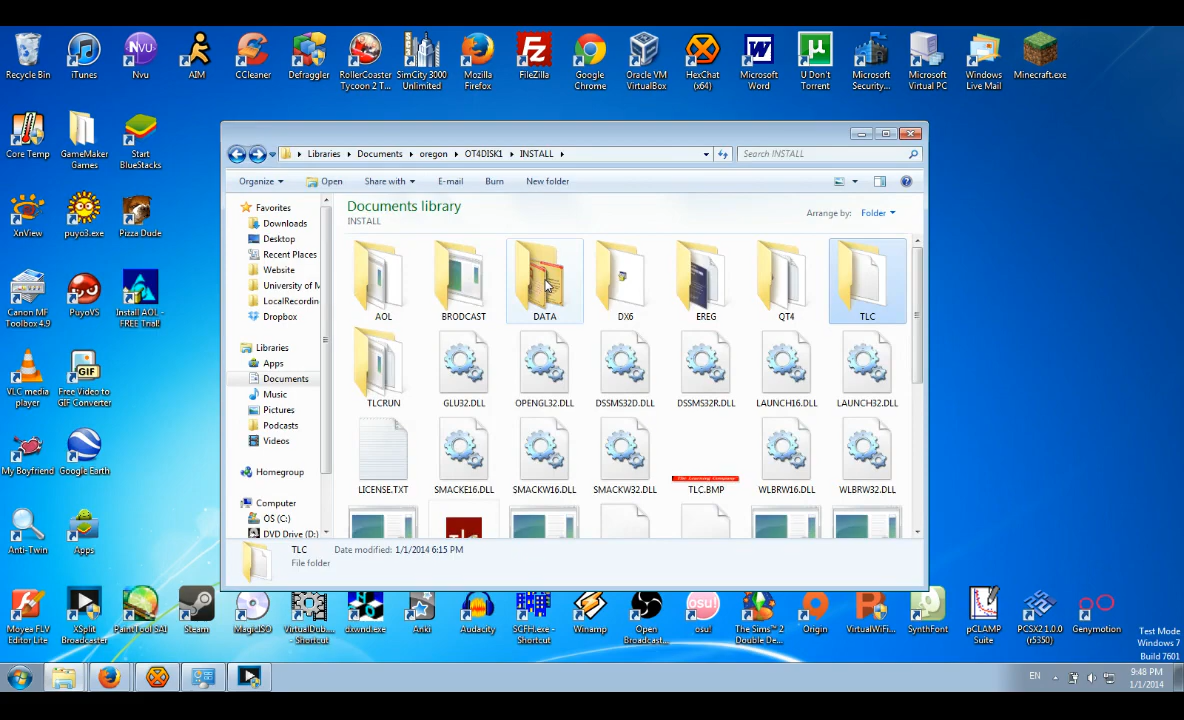 Recycle Bin
iTunes
Nvu
AIM
CCleaner
Defraggler
RollerCoaster
Tycoon 2 T...
SimCity 3000
Unlimited
Mozilla
Firefox
FileZilla
Google
Chrome
Oracle VM
VirtualBox
HexChat
(x64)
Microsoft
Word
U Don't
Torrent
Microsoft
Security...
Microsoft
Virtual PC
Windows
Live Mail
Minecraft.exe
Core Temp
GameMaker
Games
Start
BlueStacks
XnView
puyo3.exe
Pizza Dude
Canon MF
Toolbox 4.9
PuyoVS
Install AOL -
FREE Trial!
VLC media
player
Free Video to
GIF Converter
My Boyfriend
Google Earth
Anti-Twin
Apps
Libraries
Documents
oregon
OT4DISK1
INSTALL
Search INSTALL
Organize
Open
Share with
E-mail
Burn
New folder
Favorites
Downloads
Desktop
Recent Places
Website
University of M
LocalRecordin
Dropbox
Libraries
Apps
Documents
Music
Pictures
Podcasts
Videos
Homegroup
Computer
OS (C:)
DVD Drive (D:)
Documents library
INSTALL
Arrange by: Folder
AOL
BRODCAST
DATA
DX6
EREG
QT4
TLC
TLCRUN
GLU32.DLL
OPENGL32.DLL
DSSMS32D.DLL
DSSMS32R.DLL
LAUNCH16.DLL
LAUNCH32.DLL
LICENSE.TXT
SMACKE16.DLL
SMACKW16.DLL
SMACKW32.DLL
The Learning Company
TLC.BMP
WLBRW16.DLL
WLBRW32.DLL
tlc
TLC
Date modified: 1/1/2014 6:15 PM
File folder
Moyea FLV
Editor Lite
XSplit
Broadcaster
PaintTool SAI
Steam
MagicISO
VirtualDub...
- Shortcut
dxwnd.exe
Anki
Audacity
SCFH.exe -
Shortcut
Winamp
Open
Broadcast...
osu!
osu!
The Sims™ 2
Double De...
Origin
VirtualWiFi...
SynthFont
pCLAMP
Suite
PCSX2 1.0.0
(r5350)
Genymotion
Test Mode
Windows 7
Build 7601
EN
9:48 PM
1/1/2014